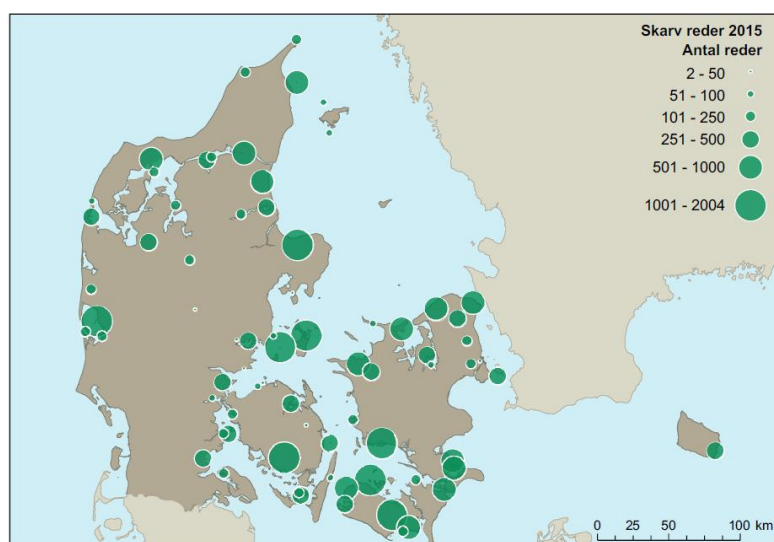 Skarv reder 2015
Antal reder
2 - 50
51 - 100
101 - 250
251 - 500
501 - 1000
1001 - 2004
0 25 50 100 km